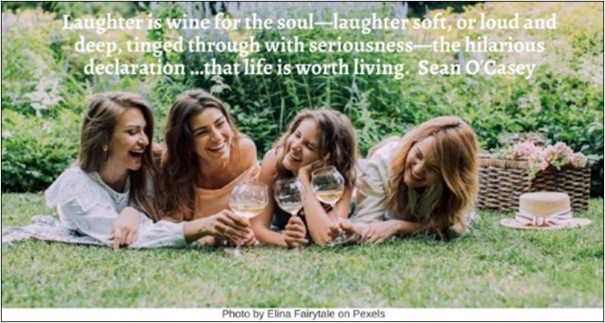 Laughter is wine for the soul—laughter soft, or loud and
deep, tinged through with seriousness—the hilarious
declaration ...that life is worth living.  Sean O'Casey
Photo by Elina Fairytale on Pexels